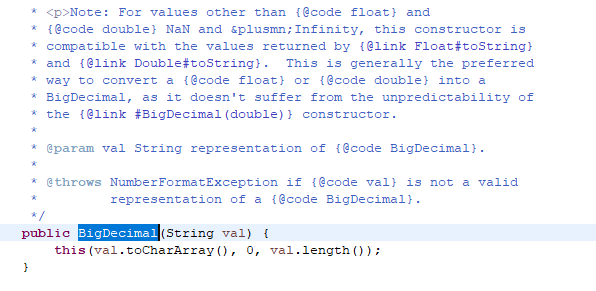 * <p>Note: For values other than {@code float} and
* {@code double} NaN and &plusmn;Infinity, this constructor is
* compatible with the values returned by {@link Float#toString}
* and {@link Double#toString}.  This is generally the preferred
* way to convert a {@code float} or {@code double} into a
* BigDecimal, as it doesn't suffer from the unpredictability of
* the {@link #BigDecimal(double)} constructor.
*
* @param val String representation of {@code BigDecimal}.
*
* @throws NumberFormatException if {@code val} is not a valid
*         representation of a {@code BigDecimal}.
*/
public BigDecimal(String val) {
this(val.toCharArray(), 0, val.length());
}